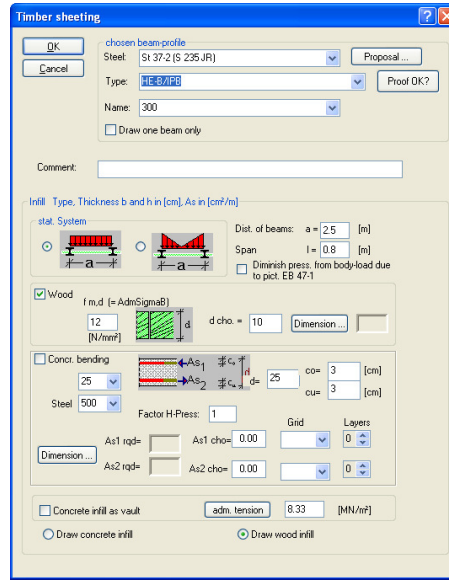 Timber sheeting
OK
Cancel
chosen beam-profile
Steel: St 37-2 (S 235 JR) Proposal ...
Type: HE-B/IPB Proof OK?
Name: 300
Draw one beam only
Comment:
Infill Type, Thickness b and h in [cm], As in [cm²/m]
stat. System
a a
Dist. of beams: a = 2.5 [m]
Span l = 0.8 [m]
Diminish press. from body-load due
to pict. EB 47-1
Wood
f m,d (= AdmSigmaB)
12 d d cho. = 10 Dimension ...
[N/mm²]
Concr. bending
25 As1 d= 25 co= 3 [cm]
Steel 500 As2 cu= 3
Factor H-Press: 1
Grid Layers
Dimension ...
As1 rqd= As1 cho= 0.00 0
As2 rqd= As2 cho= 0.00 0
Concrete infill as vault adm. tension 8.33 [MN/m²]
Draw concrete infill Draw wood infill